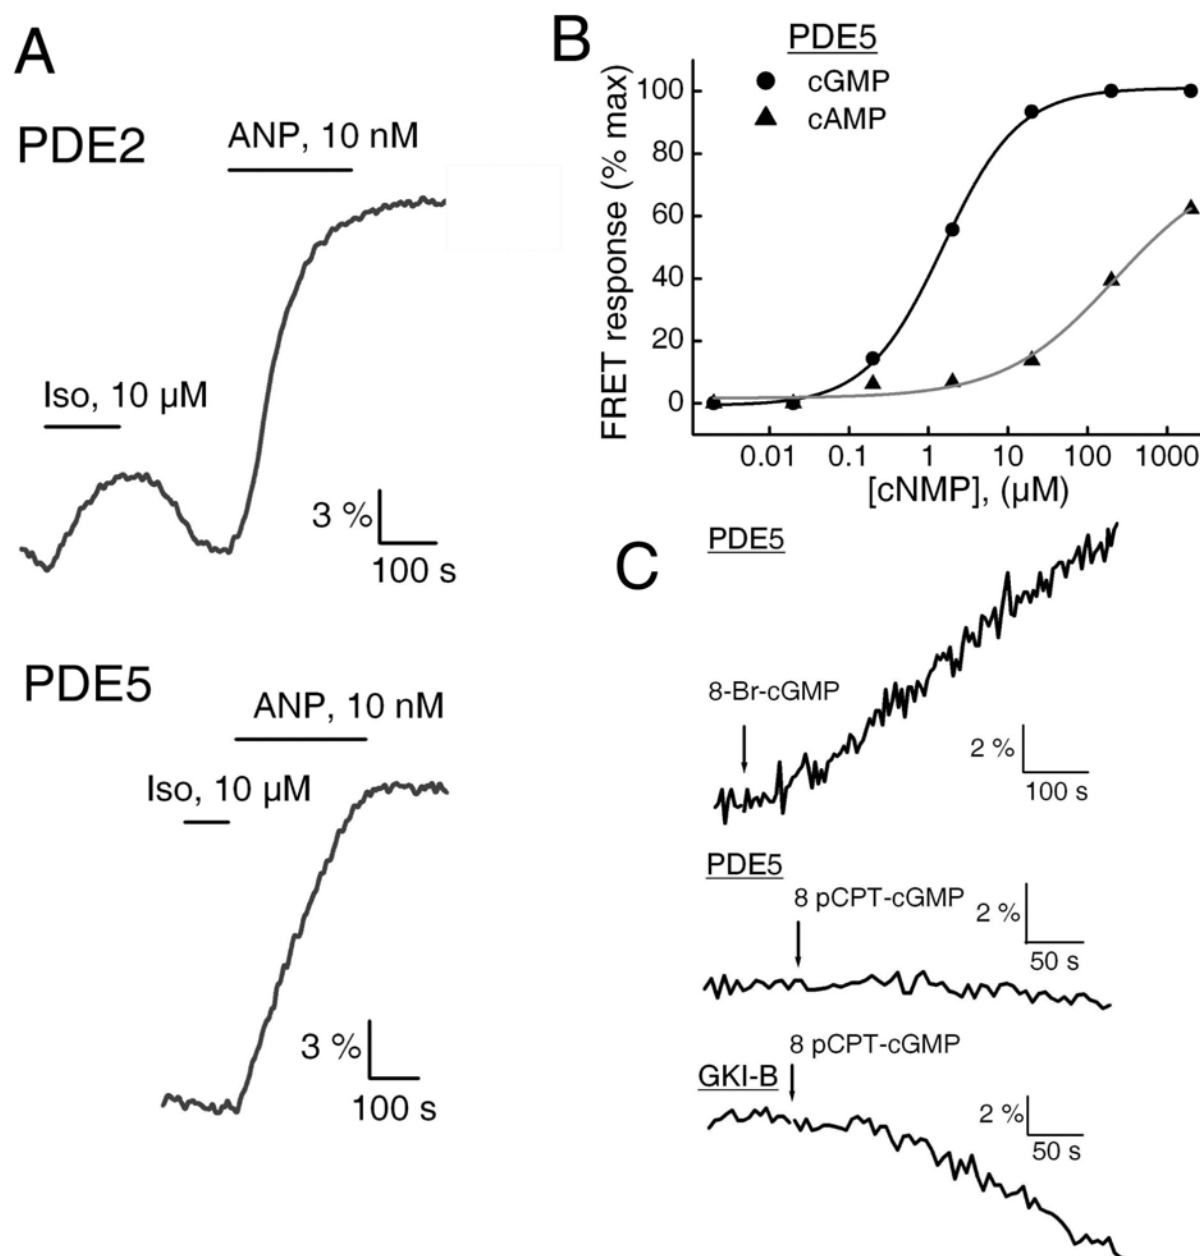 A
PDE2
ANP, 10 nM
Iso, 10 µM
3 %
100 s
PDE5
ANP, 10 nM
Iso, 10 µM
3 %
100 s
B
PDE5
cGMP
cAMP
FRET response (% max)
100
80
60
40
20
0
0.01 0.1 1 10 100 1000
[cNMP], (µM)
C
PDE5
8-Br-cGMP
2 %
100 s
PDE5
8 pCPT-cGMP
2 %
50 s
8 pCPT-cGMP
GKI-B
2 %
50 s